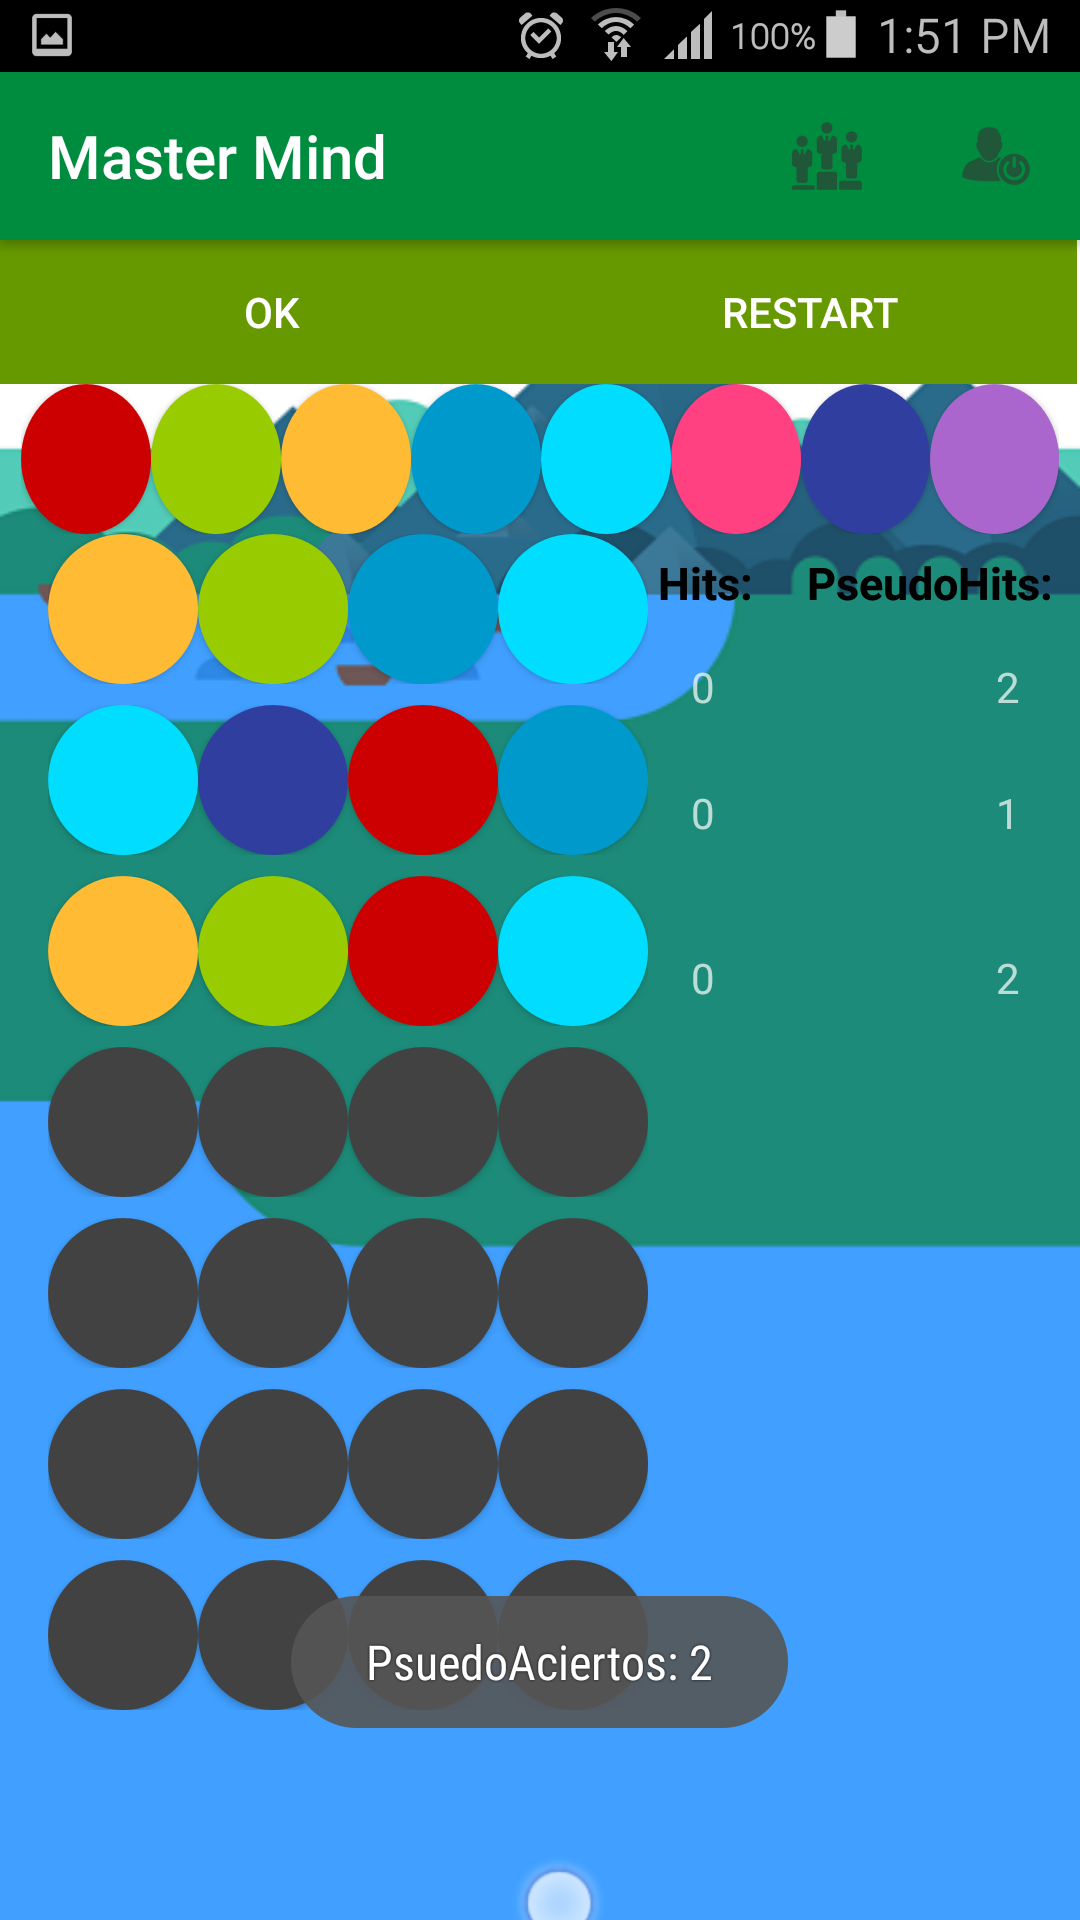 100% 1:51 PM
Master Mind
OK RESTART
Hits: PseudoHits:
0 2
0 1
0 2
PsuedoAciertos: 2